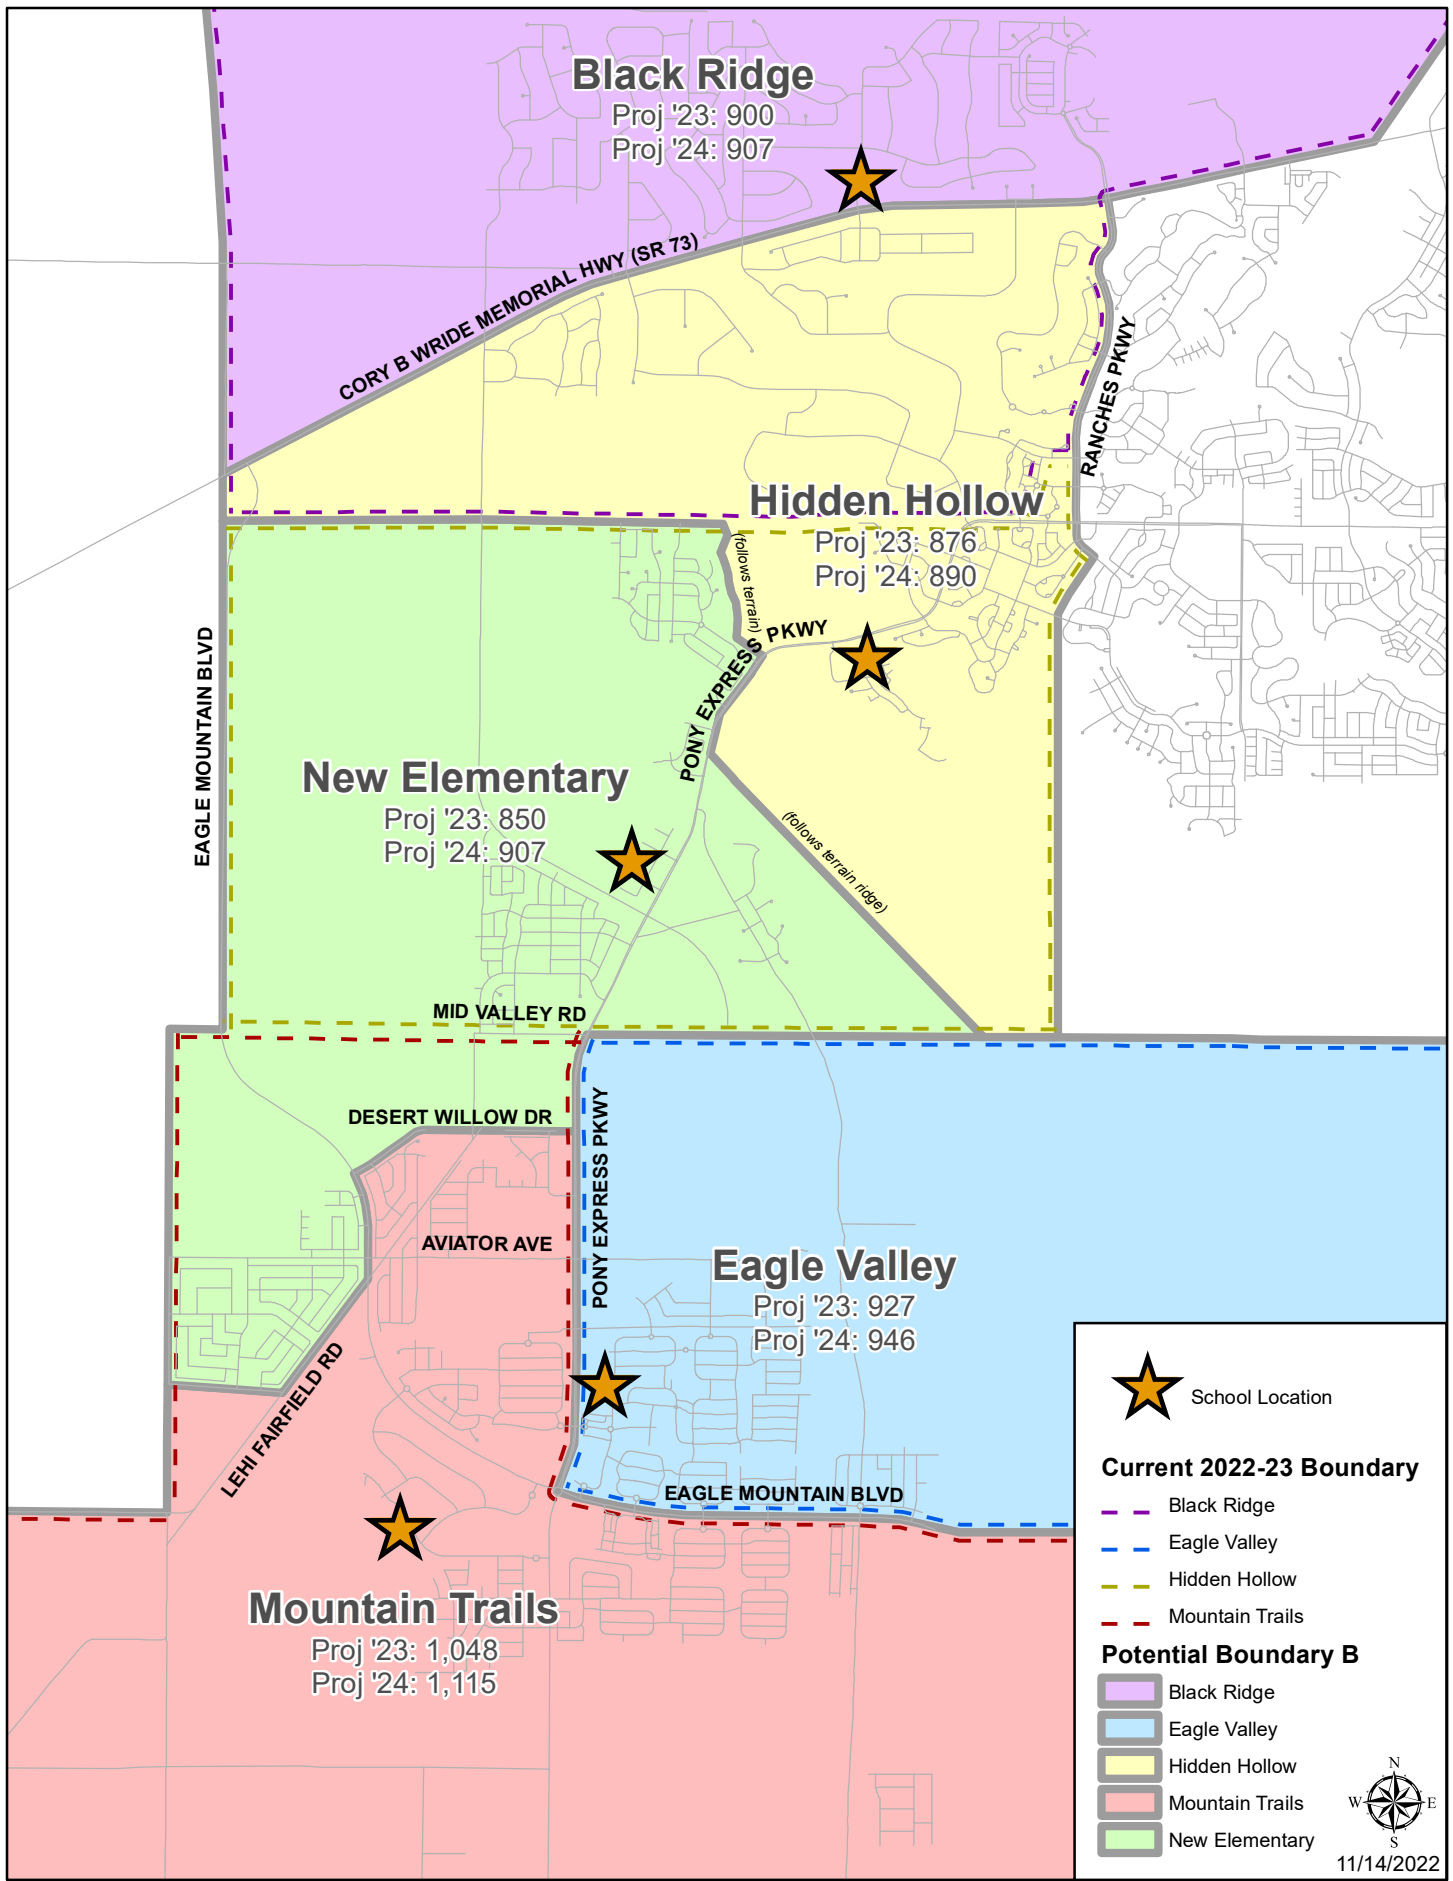 Black Ridge
Proj '23: 900
Proj '24: 907
CORY B WRIDE MEMORIAL HWY (SR 73)
RANCHES PKWY
Hidden Hollow
Proj '23: 876
Proj '24: 890
(follows terrain)
PONY EXPRESS PKWY
EAGLE MOUNTAIN BLVD
New Elementary
Proj '23: 850
Proj '24: 907
(follows terrain ridge)
MID VALLEY RD
DESERT WILLOW DR
PONY EXPRESS PKWY
AVIATOR AVE
Eagle Valley
Proj '23: 927
Proj '24: 946
LEHI FAIRFIELD RD
EAGLE MOUNTAIN BLVD
Mountain Trails
Proj '23: 1,048
Proj '24: 1,115
School Location
Current 2022-23 Boundary
Black Ridge
Eagle Valley
Hidden Hollow
Mountain Trails
Potential Boundary B
Black Ridge
Eagle Valley
Hidden Hollow
Mountain Trails
New Elementary
N
W E
S
11/14/2022